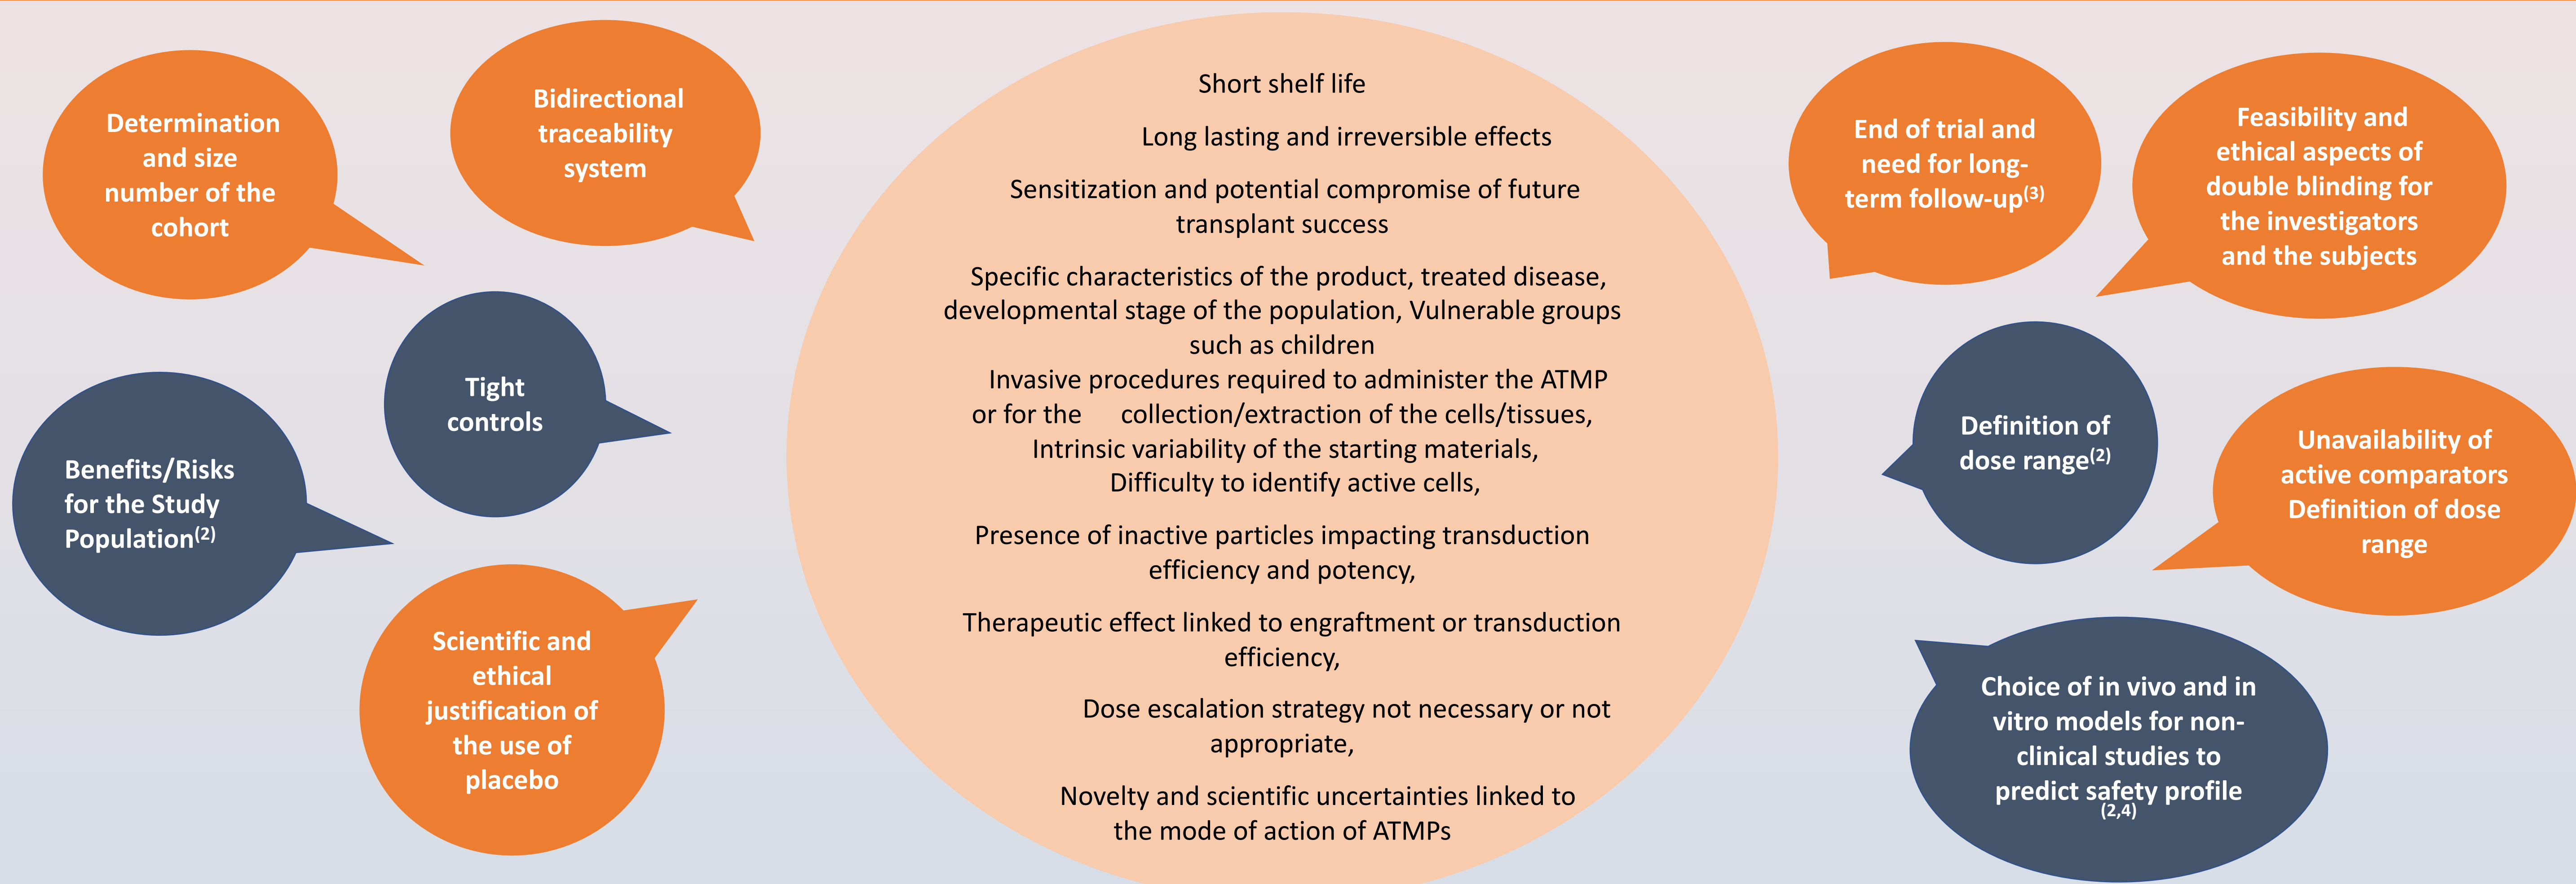 Determination
and size
number of the
cohort
Bidirectional
traceability
system
Tight
controls
Benefits/Risks
for the Study
Population(2)
Scientific and
ethical
justification of
the use of
placebo
Short shelf life
Long lasting and irreversible effects
Sensitization and potential compromise of future
transplant success
Specific characteristics of the product, treated disease,
developmental stage of the population, Vulnerable groups
such as children
Invasive procedures required to administer the ATMP
or for the collection/extraction of the cells/tissues,
Intrinsic variability of the starting materials,
Difficulty to identify active cells,
Presence of inactive particles impacting transduction
efficiency and potency,
Therapeutic effect linked to engraftment or transduction
efficiency,
Dose escalation strategy not necessary or not
appropriate,
Novelty and scientific uncertainties linked to
the mode of action of ATMPs
End of trial and
need for long-
term follow-up(3)
Feasibility and
ethical aspects of
double blinding for
the investigators
and the subjects
Definition of
dose range(2)
Unavailability of
active comparators
Definition of dose
range
Choice of in vivo and in
vitro models for non-
clinical studies to
predict safety profile
(2,4)